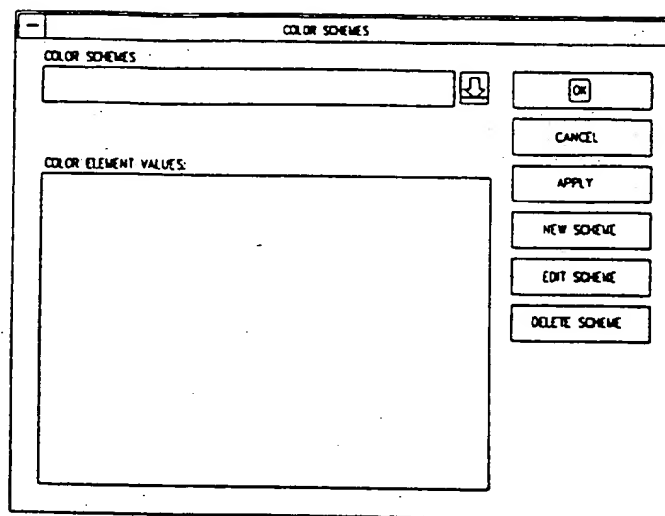 COLOR SCHEMES
COLOR SCHEMES
OK
CANCEL
COLOR ELEMENT VALUES:
APPLY
NEW SCHEME
EDIT SCHEME
DELETE SCHEME